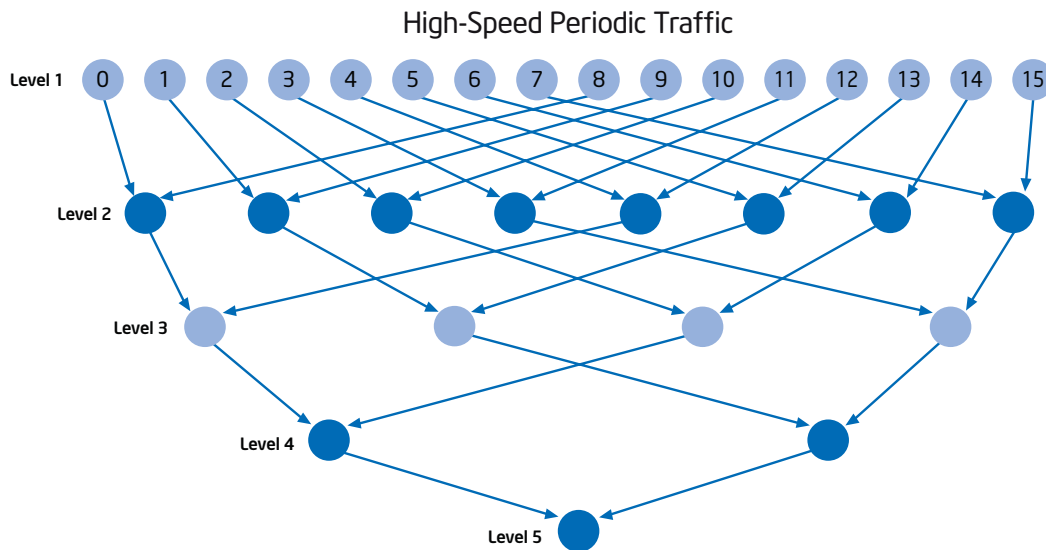 High-Speed Periodic Traffic
Level 1 0 1 2 3 4 5 6 7 8 9 10 11 12 13 14 15
Level 2
Level 3
Level 4
Level 5